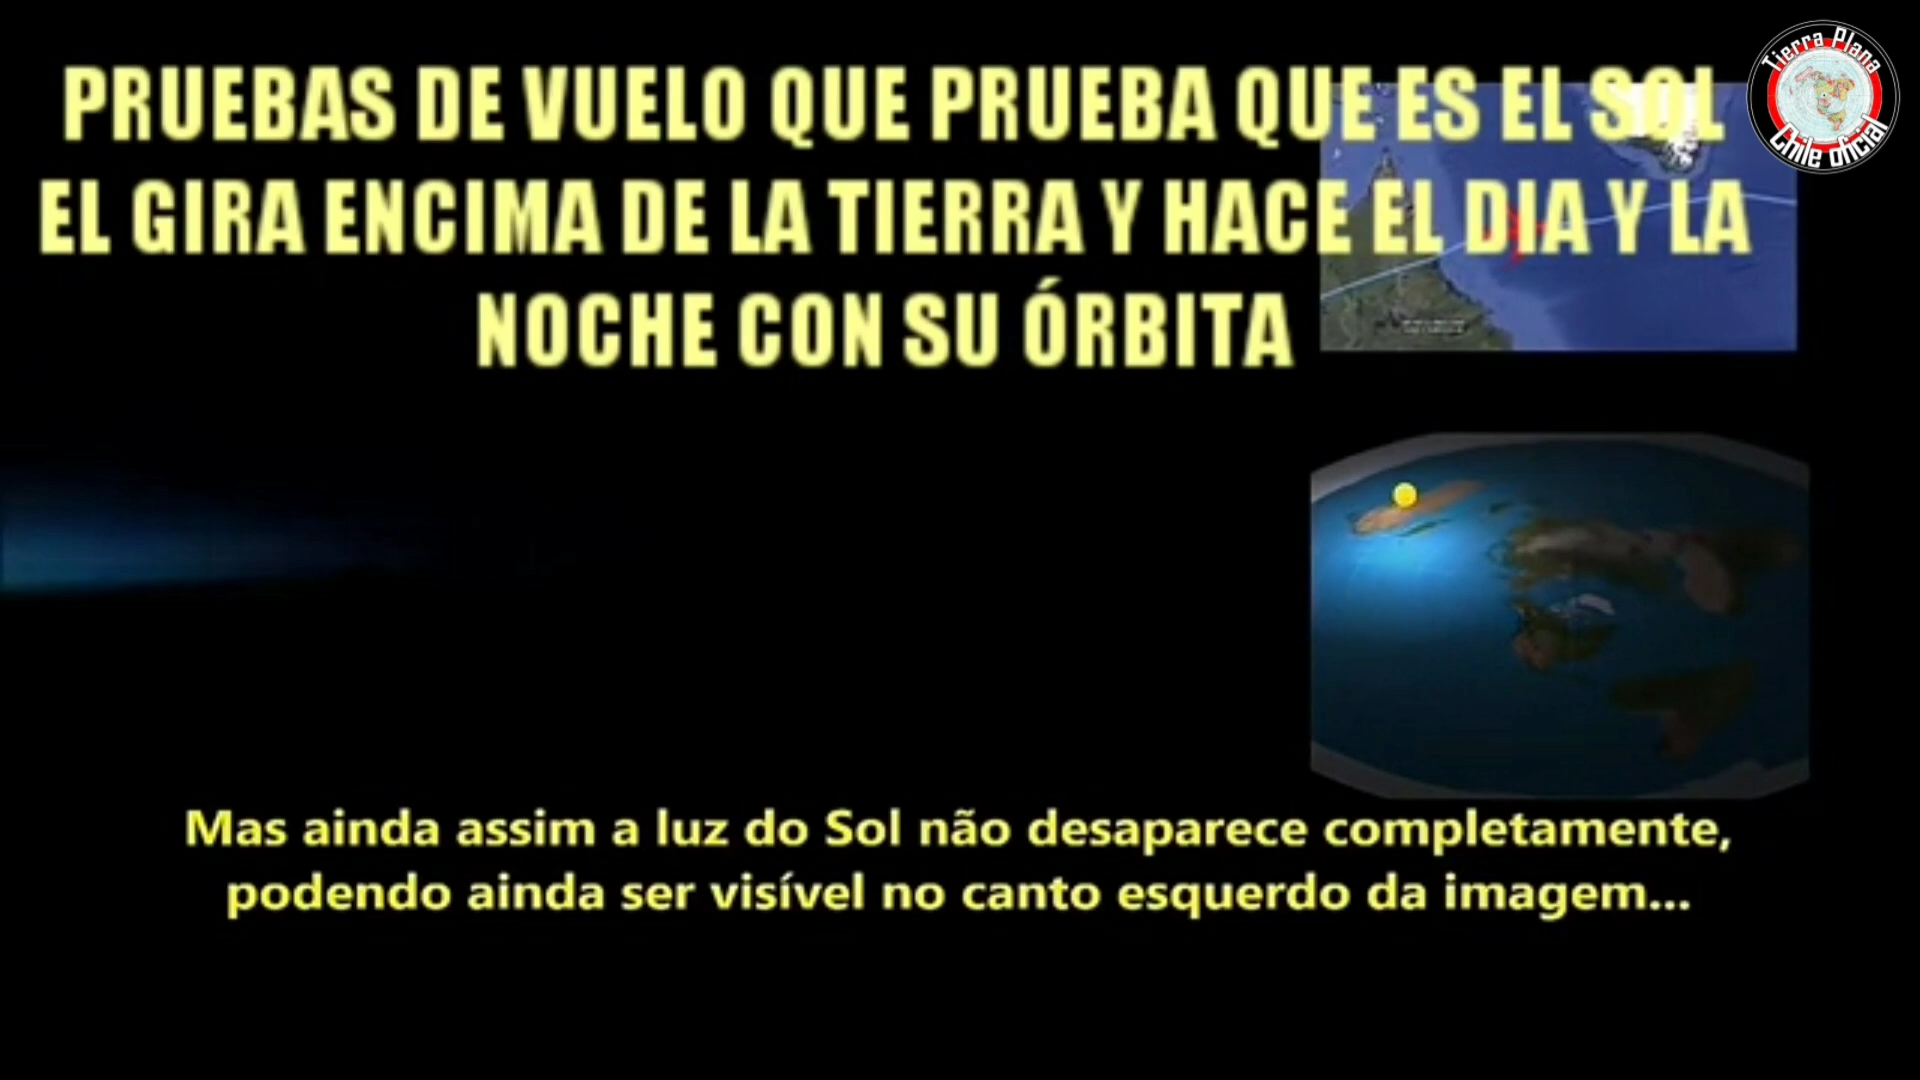 PRUEBAS DE VUELO QUE PRUEBA QUE ES EL SOL
EL GIRA ENCIMA DE LA TIERRA Y HACE EL DIA Y LA
NOCHE CON SU ÓRBITA
Tierra Plana
Chile oficial
Mas ainda assim a luz do Sol não desaparece completamente,
podendo ainda ser visível no canto esquerdo da imagem...